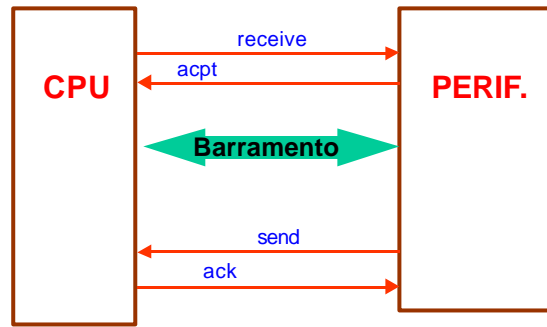 receive
acpt
CPU
PERIF.
Barramento
send
ack